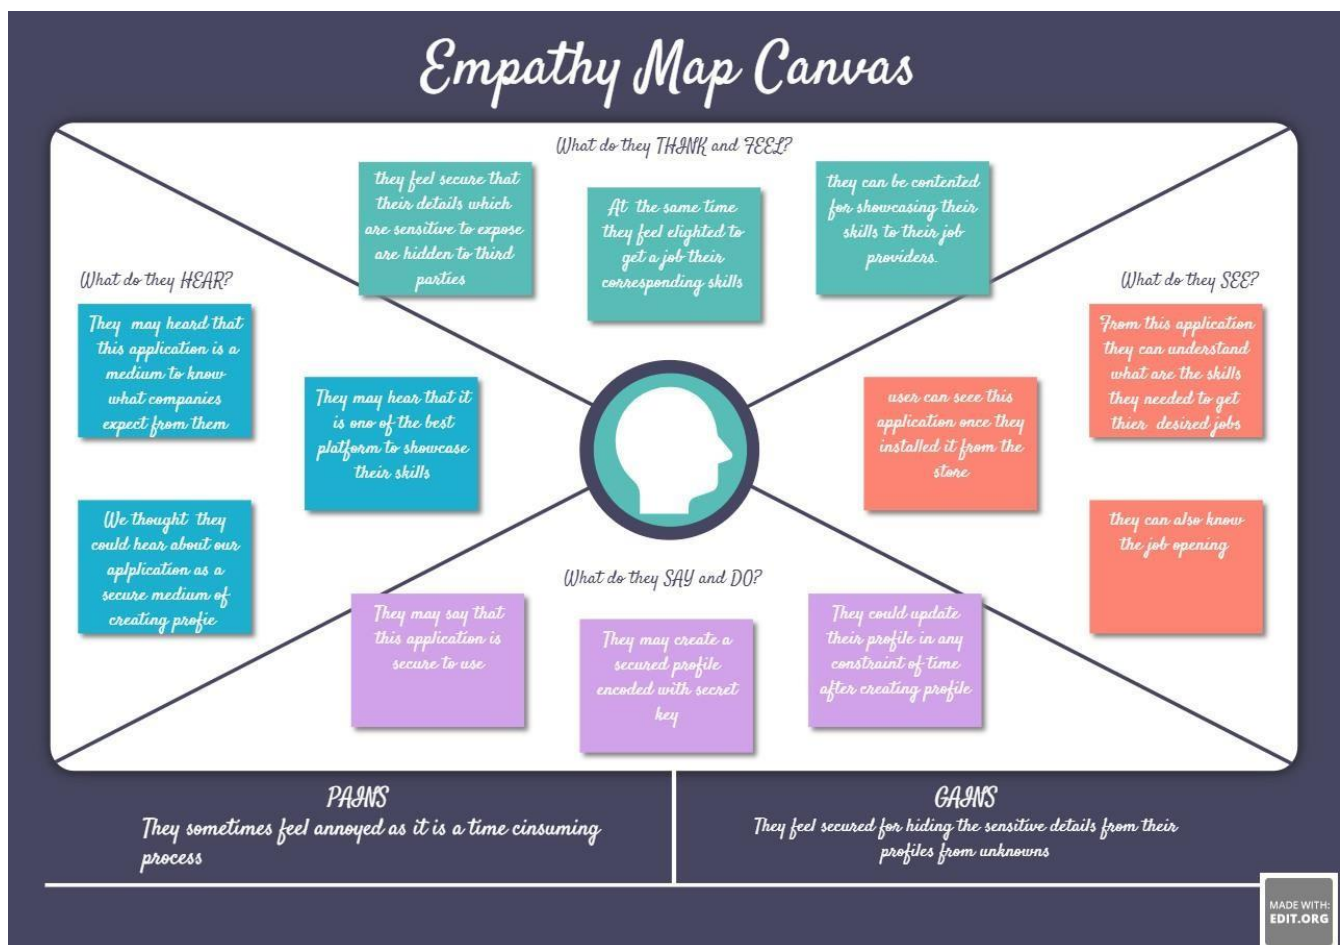 Empathy Map Canvas
What do they THINK and FEEL?
they feel secure that
their details which
are sensitive to expose
are hidden to third
parties
At the same time
they feel elighted to
get a job their
corresponding skills
they can be contented
for showcasing their
skills to their job
providers.
What do they HEAR?
They may heard that
this application is a
medium to know
what companies
expect from them
They may hear that it
is ono of the best
platform to showcase
their skills
We thought they
could hear about our
aplplication as a
secure medium of
creating profie
What do they SEE?
From this application
they can understand
what are the skills
they needed to get
thier desired jobs
user can seee this
application once they
installed it from the
store
they can also know
the job opening
What do they SAY and DO?
They may say that
this application is
secure to use
They may create a
secured profile
encoded with secret
key
They could update
their profile in any
constraint of time
after creating profile
PAINS
They sometimes feel annoyed as it is a time cinsuming
process
GAINS
They feel secured for hiding the sensitive details from their
profiles from unknowns
MADE WITH:
EDIT.ORG